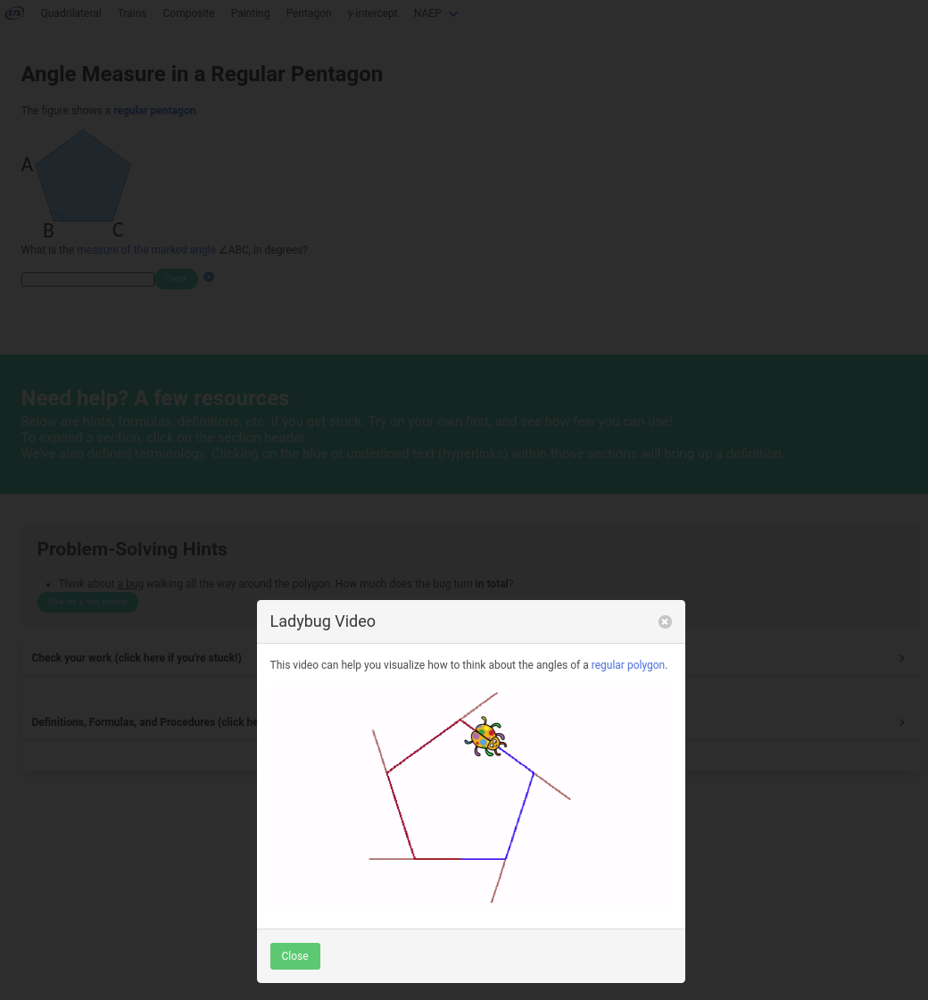 ETS Quadrilateral Trains Composite Painting Pentagon y-intercept NAEP
Angle Measure in a Regular Pentagon
The figure shows a regular pentagon.
A
B C
What is the measure of the marked angle ∠ABC, in degrees?
Check
Need help? A few resources
Below are hints, formulas, definitions, etc. if you get stuck. Try on your own first, and see how few you can use!
To expand a section, click on the section header.
We've also defined terminology. Clicking on the blue or underlined text (hyperlinks) within those sections will bring up a definition.
Problem-Solving Hints
• Think about a bug walking all the way around the polygon. How much does the bug turn in total?
Give me a hint, please!
Ladybug Video
Check your work (click here if you're stuck!)
This video can help you visualize how to think about the angles of a regular polygon.
Definitions, Formulas, and Procedures (click he
Close